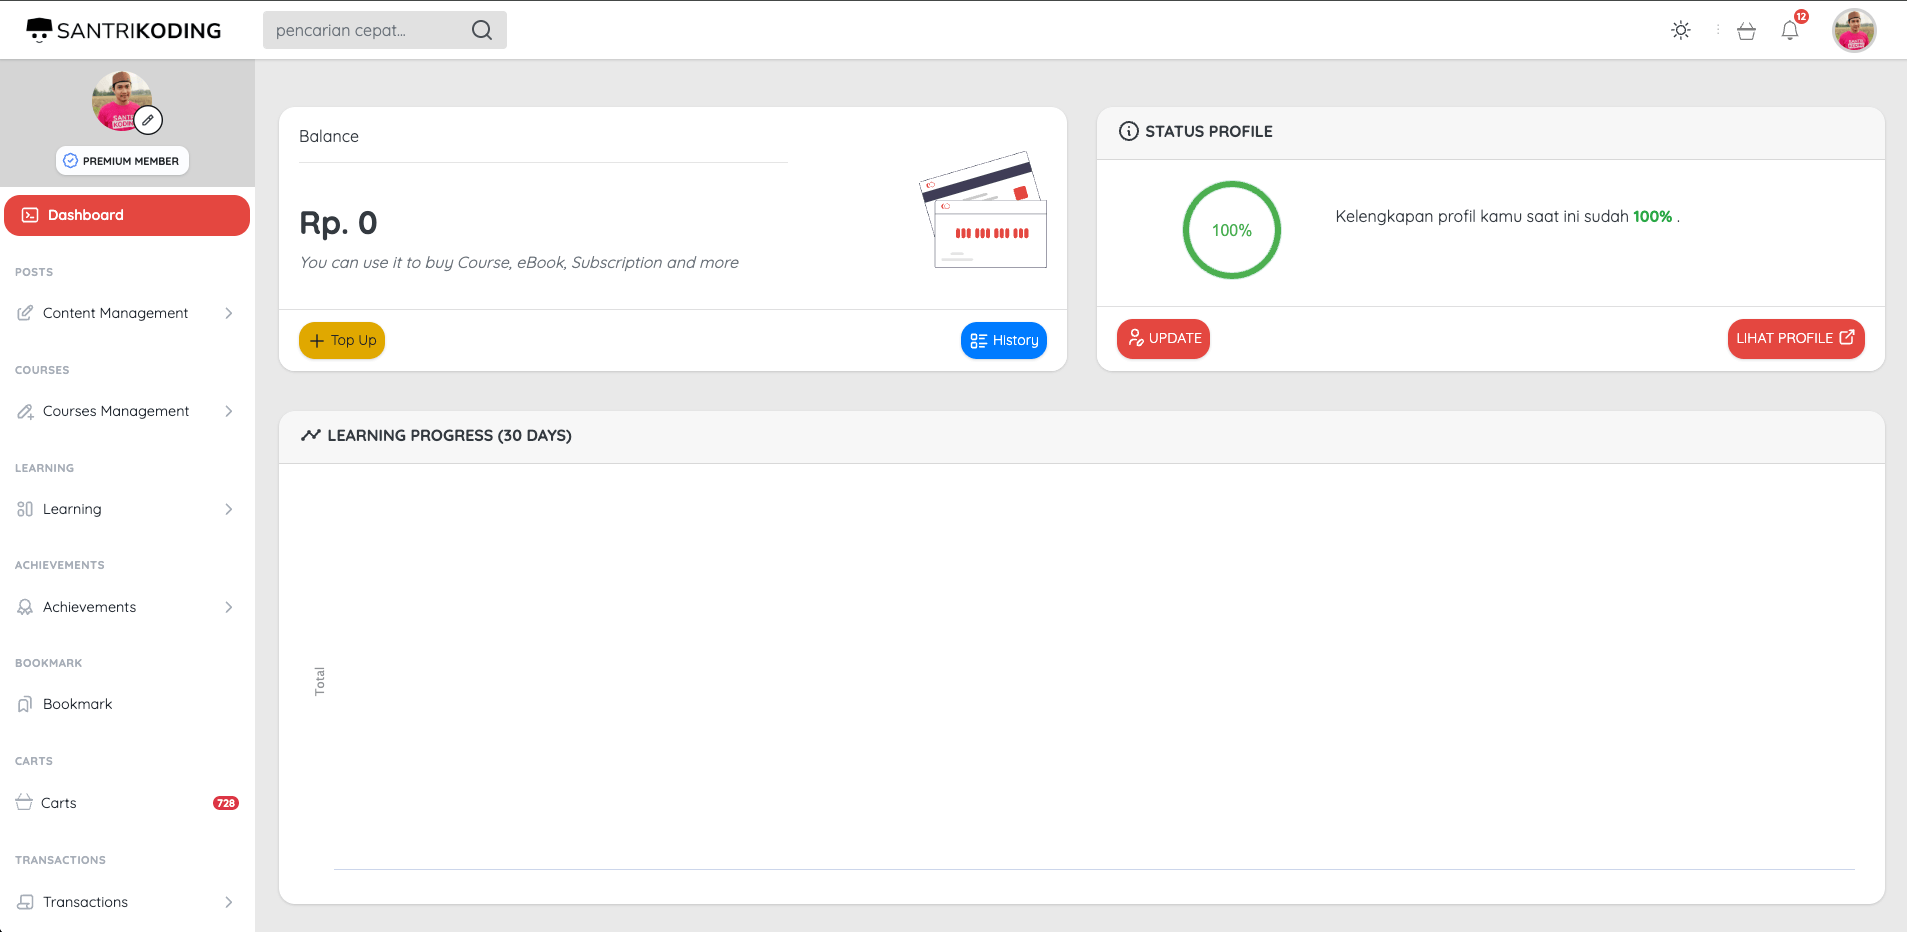 SANTRIKODING
pencarian cepat...
12
PREMIUM MEMBER
Dashboard
POSTS
Content Management
COURSES
Courses Management
LEARNING
Learning
ACHIEVEMENTS
Achievements
BOOKMARK
Bookmark
CARTS
Carts
728
TRANSACTIONS
Transactions
Balance
Rp. 0
You can use it to buy Course, eBook, Subscription and more
Top Up
History
STATUS PROFILE
100%
Kelengkapan profil kamu saat ini sudah 100% .
UPDATE
LIHAT PROFILE
LEARNING PROGRESS (30 DAYS)
Total